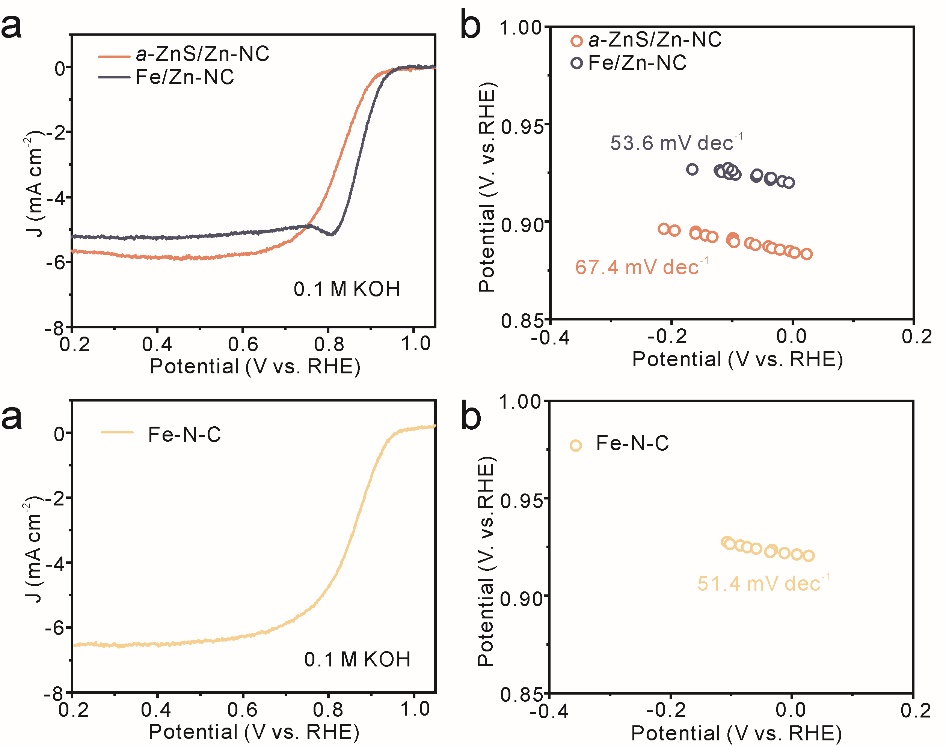 a
a-ZnS/Zn-NC
Fe/Zn-NC
0
-2
-4
-6
-8
J (mA cm-2)
0.1 M KOH
0.2 0.4 0.6 0.8 1.0
Potential (V vs. RHE)
b
a-ZnS/Zn-NC
Fe/Zn-NC
1.00
0.95
0.90
0.85
Potential (V. vs.RHE)
53.6 mV dec-1
67.4 mV dec-1
-0.4 -0.2 0.0 0.2
Potential (V vs. RHE)
a
Fe-N-C
0
-2
-4
-6
-8
J (mA cm-2)
0.1 M KOH
0.2 0.4 0.6 0.8 1.0
Potential (V vs. RHE)
b
Fe-N-C
1.00
0.95
0.90
0.85
Potential (V. vs.RHE)
51.4 mV dec-1
-0.4 -0.2 0.0 0.2
Potential (V vs. RHE)